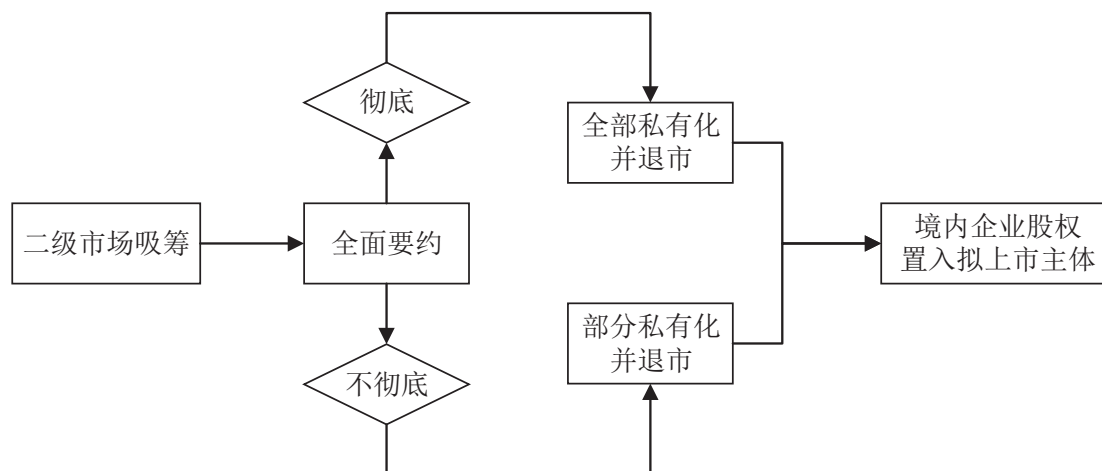 彻底
全部私有化
并退市
二级市场吸筹
全面要约
境内企业股权
置入拟上市主体
部分私有化
并退市
不彻底